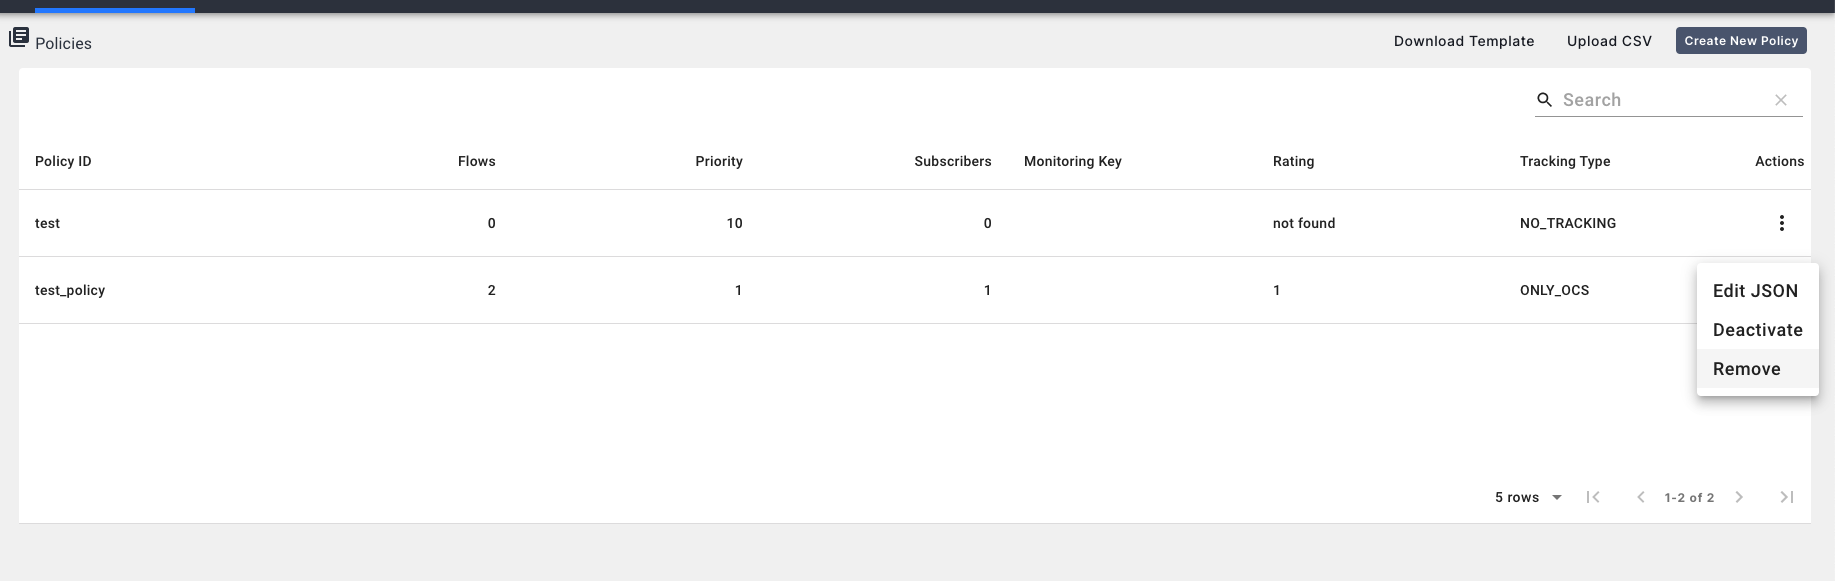 Policies
Download Template Upload CSV Create New Policy
Search
Policy ID Flows Priority Subscribers Monitoring Key Rating Tracking Type Actions
test 0 10 0 not found NO_TRACKING
test_policy 2 1 1 1 ONLY_OCS
Edit JSON
Deactivate
Remove
5 rows 1-2 of 2